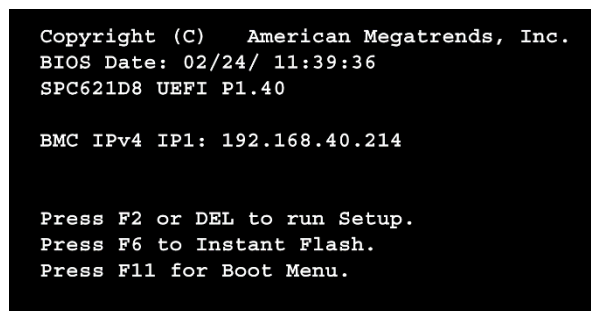 Copyright (C) American Megatrends, Inc.
BIOS Date: 02/24/ 11:39:36
SPC621D8 UEFI P1.40
BMC IPv4 IP1: 192.168.40.214
Press F2 or DEL to run Setup.
Press F6 to Instant Flash.
Press F11 for Boot Menu.